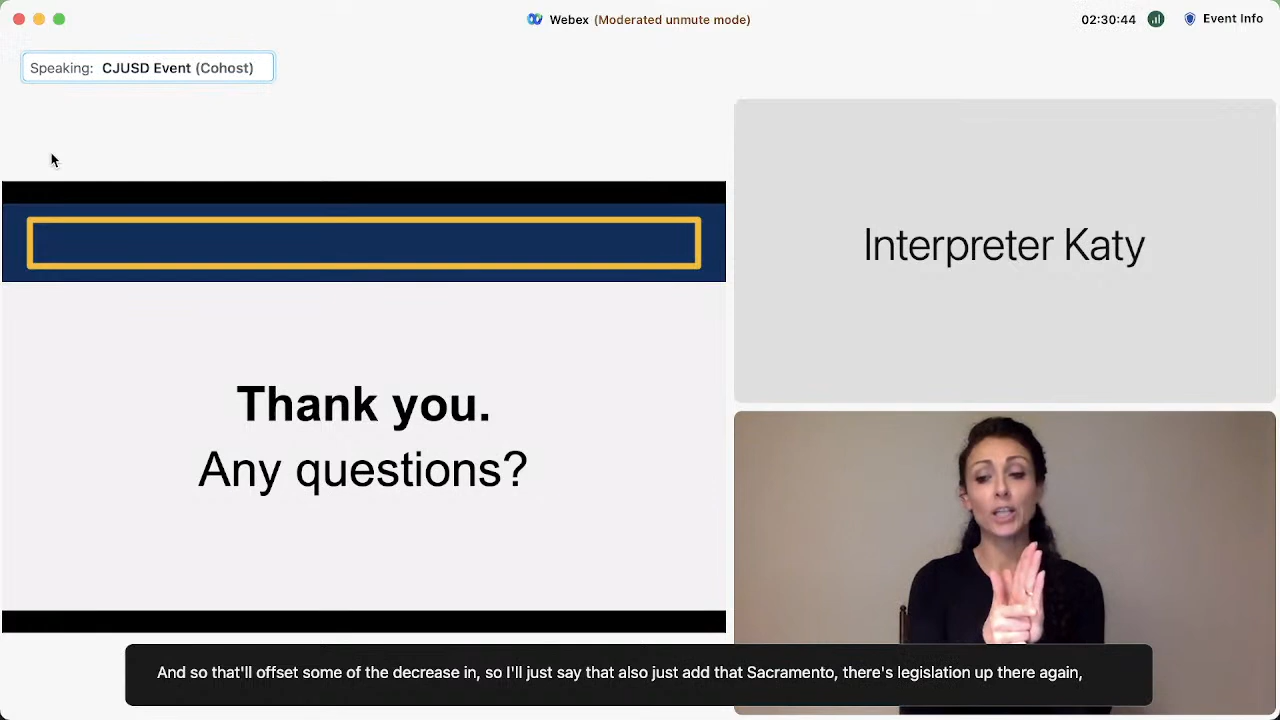 Webex (Moderated unmute mode)
02:30:44
Event Info
Speaking: CJUSD Event (Cohost)
Interpreter Katy
Thank you.
Any questions?
And so that'll offset some of the decrease in, so I'll just say that also just add that Sacramento, there's legislation up there again,